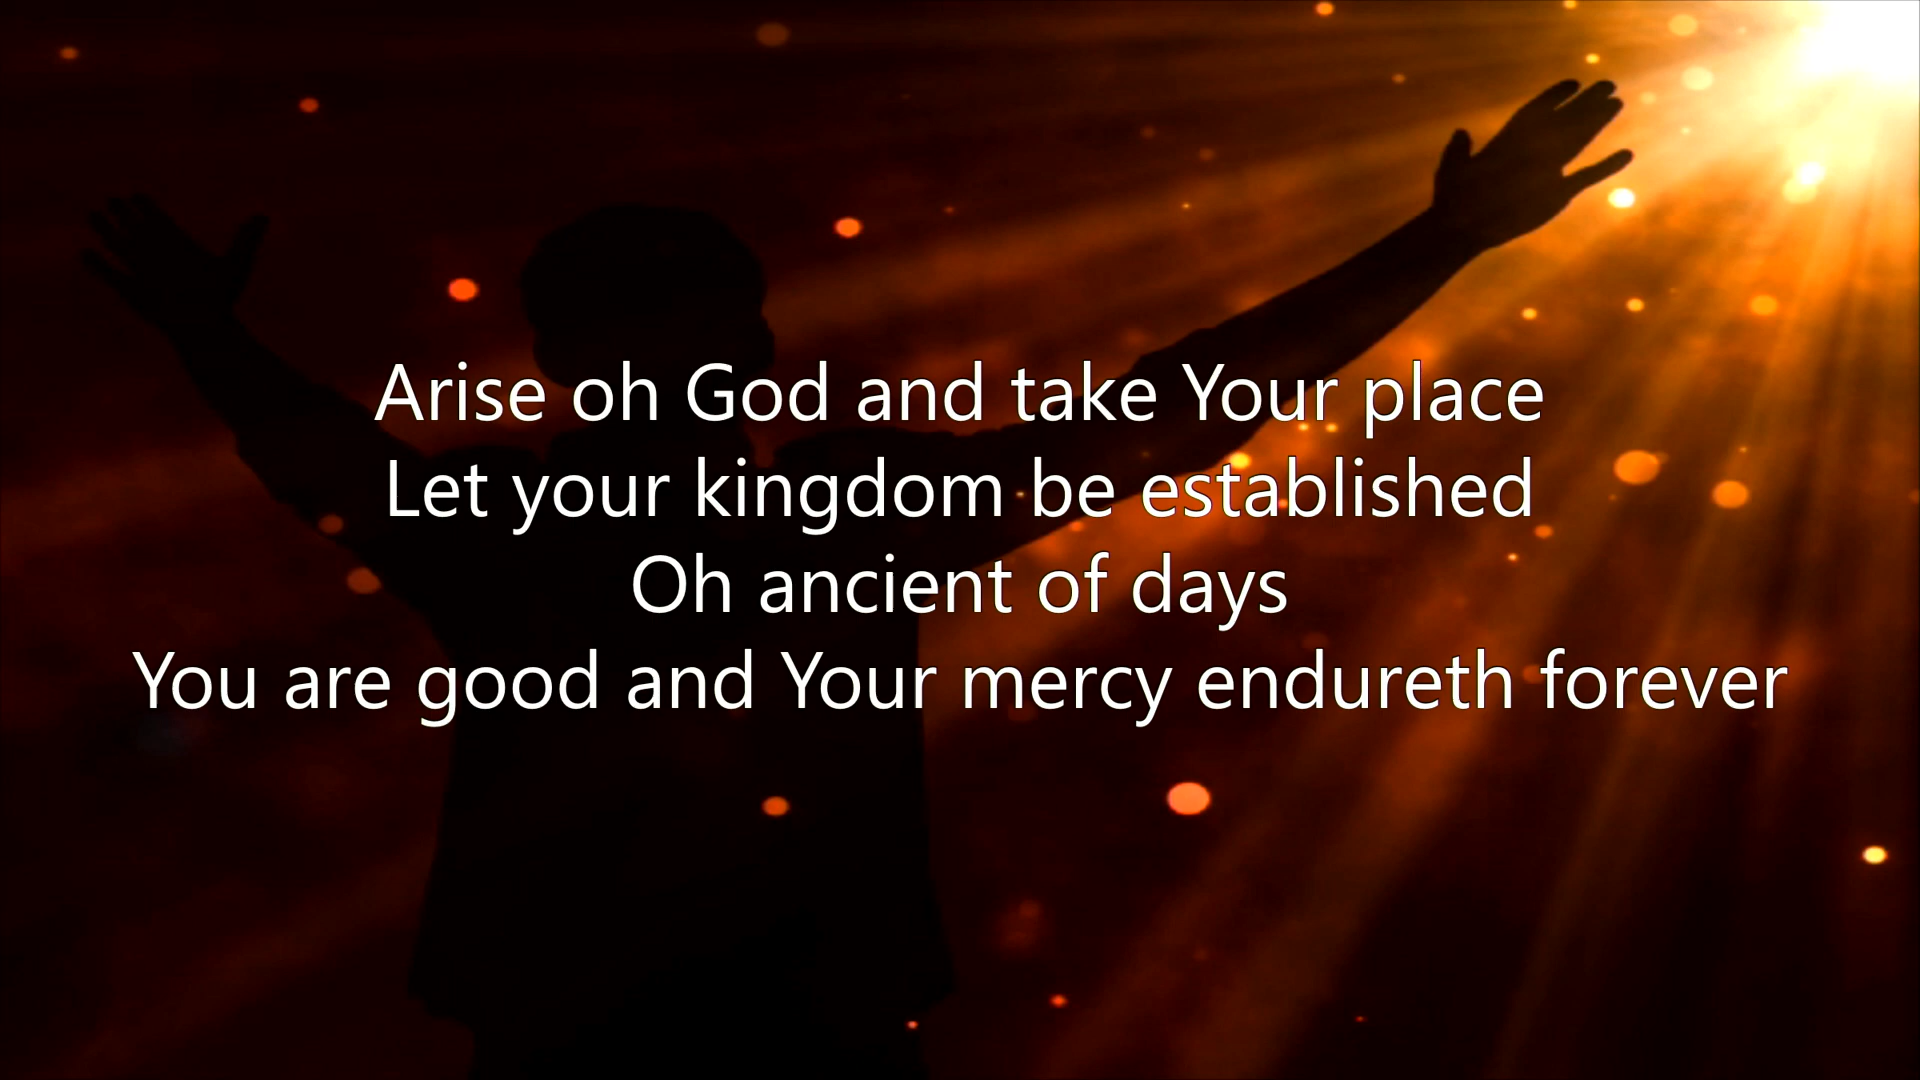 Arise oh God and take Your place
Let your kingdom be established
Oh ancient of days
You are good and Your mercy endureth forever